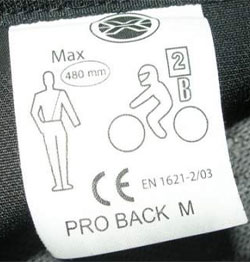 Max
480 mm
2
B
CE EN 1621-2/03
PRO BACK M